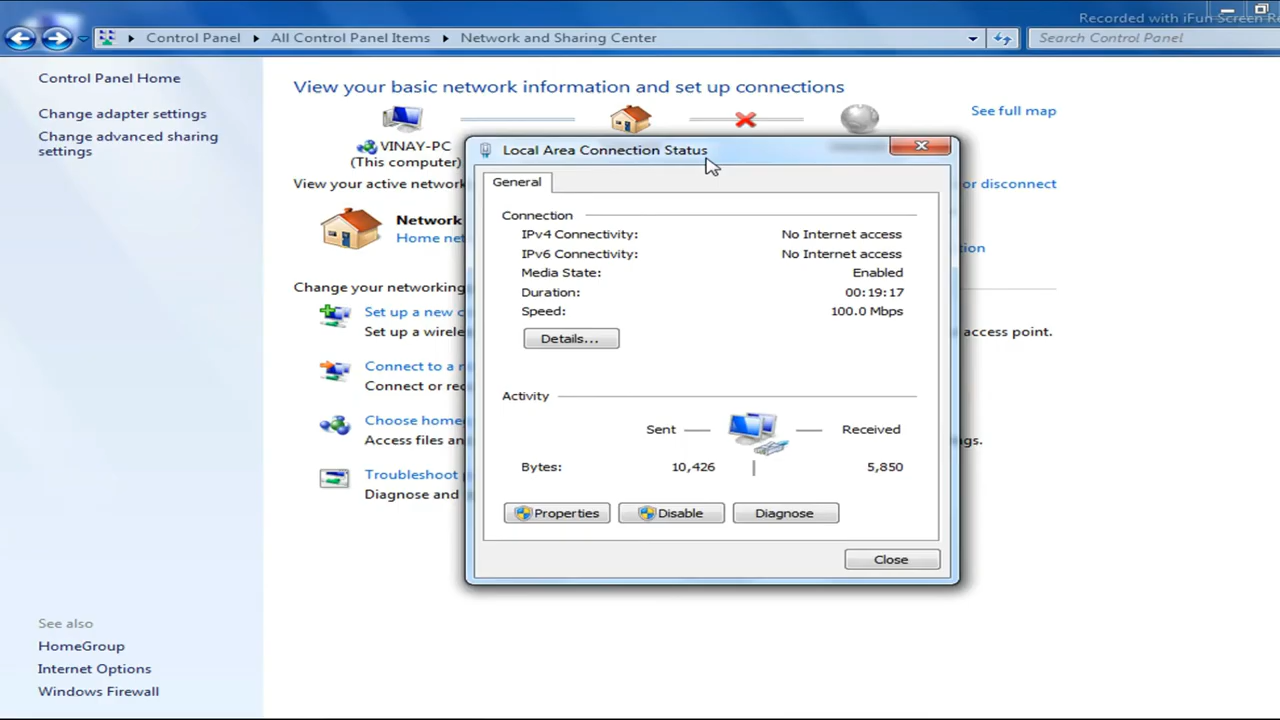 Recorded with iFun Screen Re
Control Panel ▸ All Control Panel Items ▸ Network and Sharing Center
Search Control Panel
Control Panel Home
Change adapter settings
Change advanced sharing
settings
View your basic network information and set up connections
See full map
VINAY-PC
(This computer)
View your active network
or disconnect
Network
Home net
Change your networking
Set up a new c
Set up a wirele
access point.
Connect to a n
Connect or rec
Choose home
Access files an
gs.
Troubleshoot p
Diagnose and
Local Area Connection Status
General
Connection
IPv4 Connectivity: No Internet access
IPv6 Connectivity: No Internet access
Media State: Enabled
Duration: 00:19:17
Speed: 100.0 Mbps
Details...
Activity
Sent
Received
Bytes: 10,426 5,850
Properties
Disable
Diagnose
Close
See also
HomeGroup
Internet Options
Windows Firewall